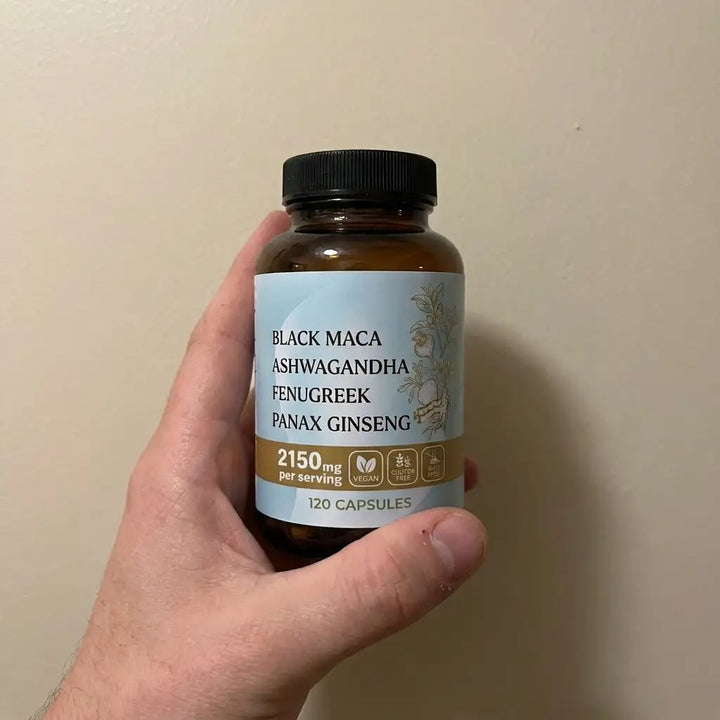 BLACK MACA
ASHWAGANDHA
FENUGREEK
PANAX GINSENG
2150mg
per serving
VEGAN
GLUTEN
FREE
120 CAPSULES